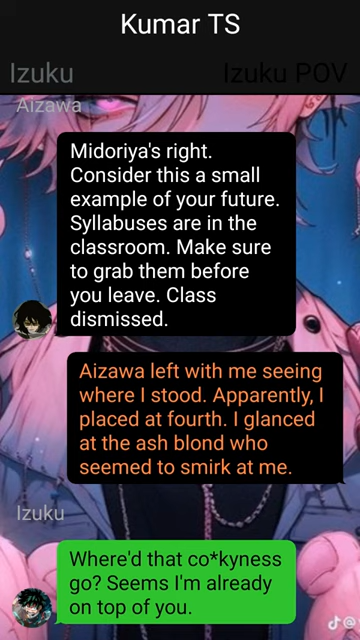 Kumar TS
Izuku
Izuku POV
Aizawa
Midoriya's right.
Consider this a small
example of your future.
Syllabuses are in the
classroom. Make sure
to grab them before
you leave. Class
dismissed.
Aizawa left with me seeing
where I stood. Apparently, I
placed at fourth. I glanced
at the ash blond who
seemed to smirk at me.
Izuku
Where'd that co*kyness
go? Seems I'm already
on top of you.
@